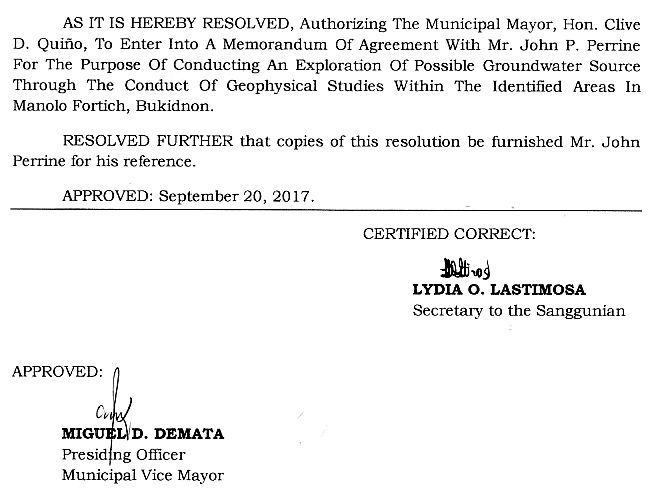 AS IT IS HEREBY RESOLVED, Authorizing The Municipal Mayor, Hon. Clive
D. Quiño, To Enter Into A Memorandum Of Agreement With Mr. John P. Perrine
For The Purpose Of Conducting An Exploration Of Possible Groundwater Source
Through The Conduct Of Geophysical Studies Within The Identified Areas In
Manolo Fortich, Bukidnon.
RESOLVED FURTHER that copies of this resolution be furnished Mr. John
Perrine for his reference.
APPROVED: September 20, 2017.
CERTIFIED CORRECT:
LYDIA O. LASTIMOSA
Secretary to the Sanggunian
APPROVED:
MIGUEL D. DEMATA
Presiding Officer
Municipal Vice Mayor